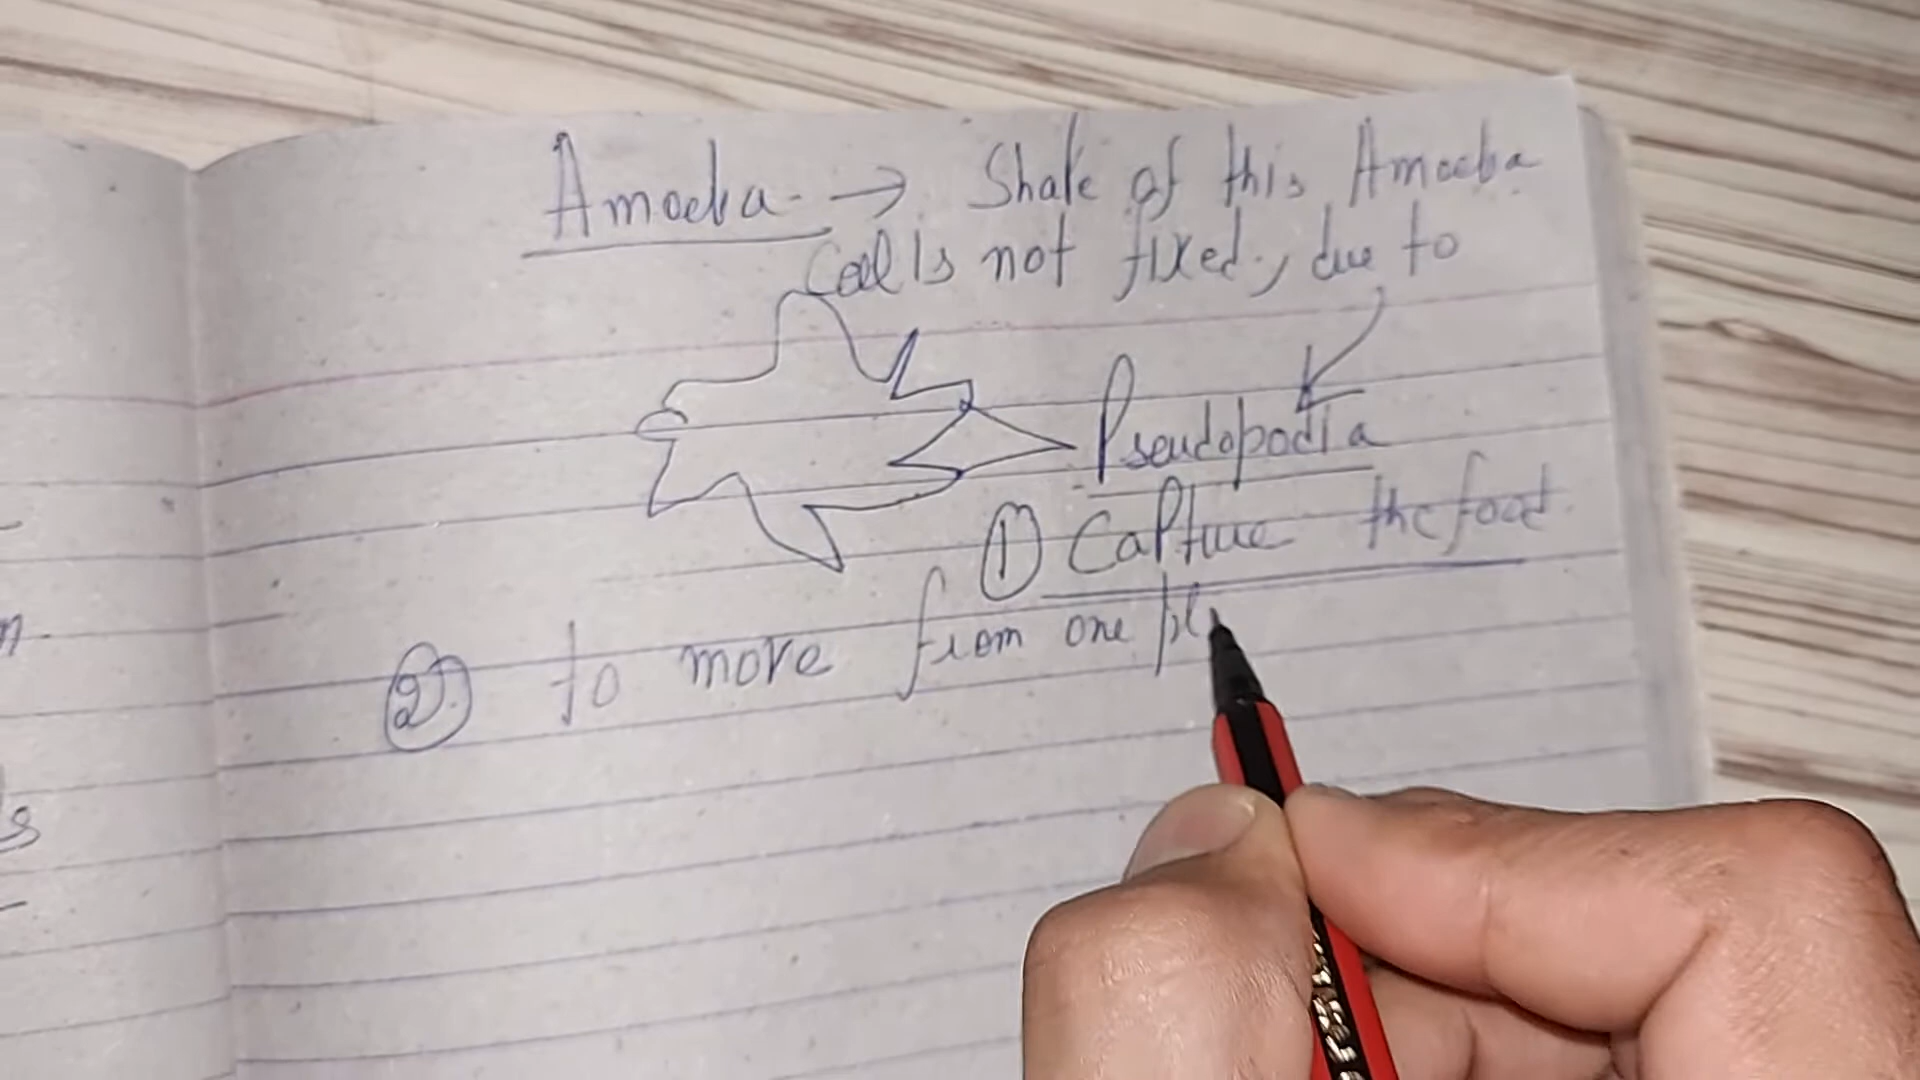 Amoeba → Shape of this Amoeba
Cell is not fixed, due to
Pseudopodia
① Capture the food.
② to move from one pl
n
s